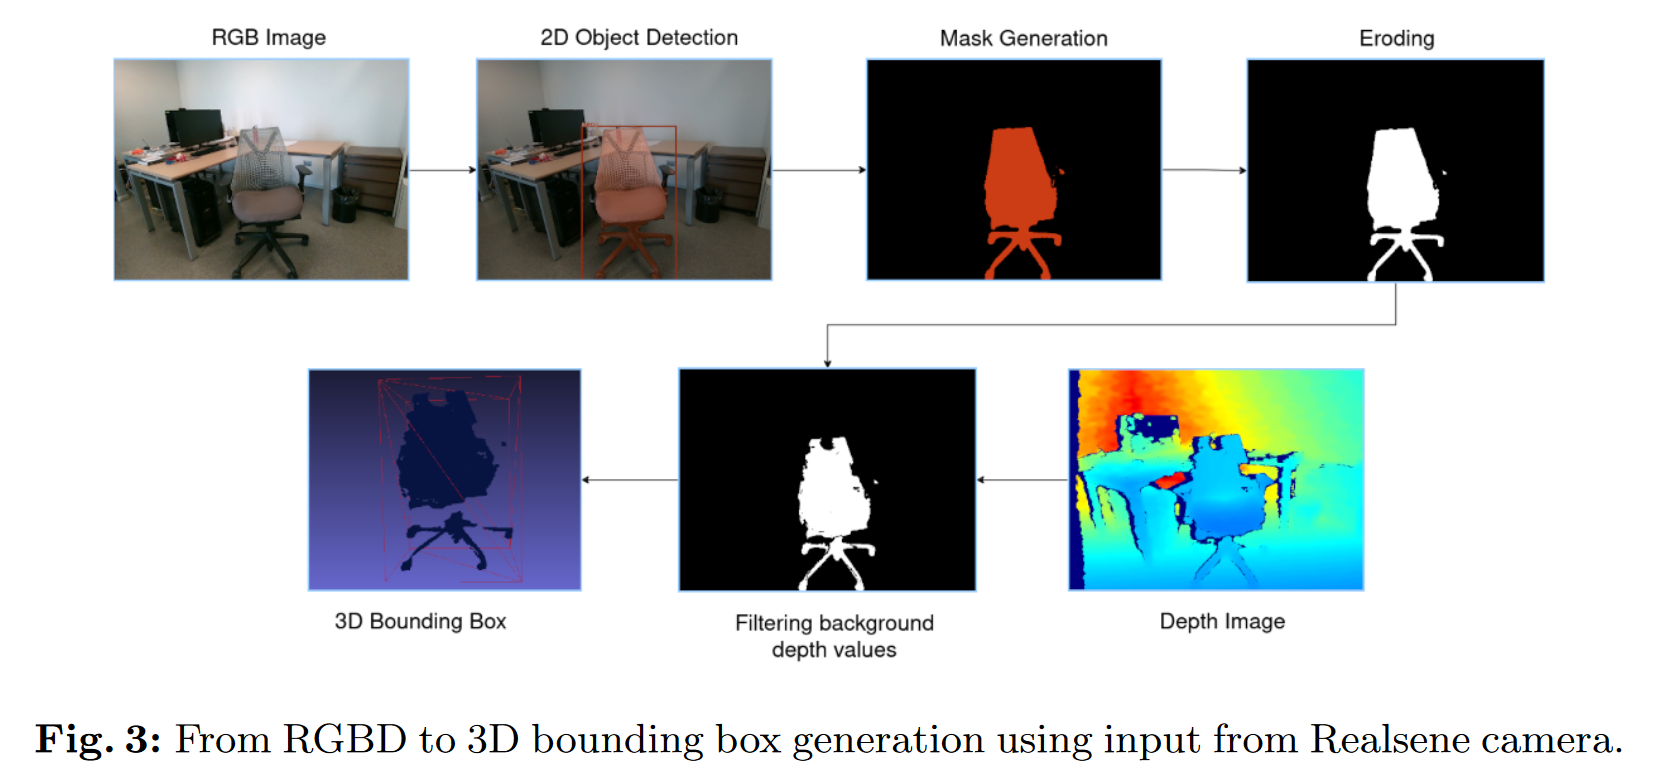 RGB Image
2D Object Detection
Mask Generation
Eroding
3D Bounding Box
Filtering background
depth values
Depth Image
Fig. 3: From RGBD to 3D bounding box generation using input from Realsene camera.